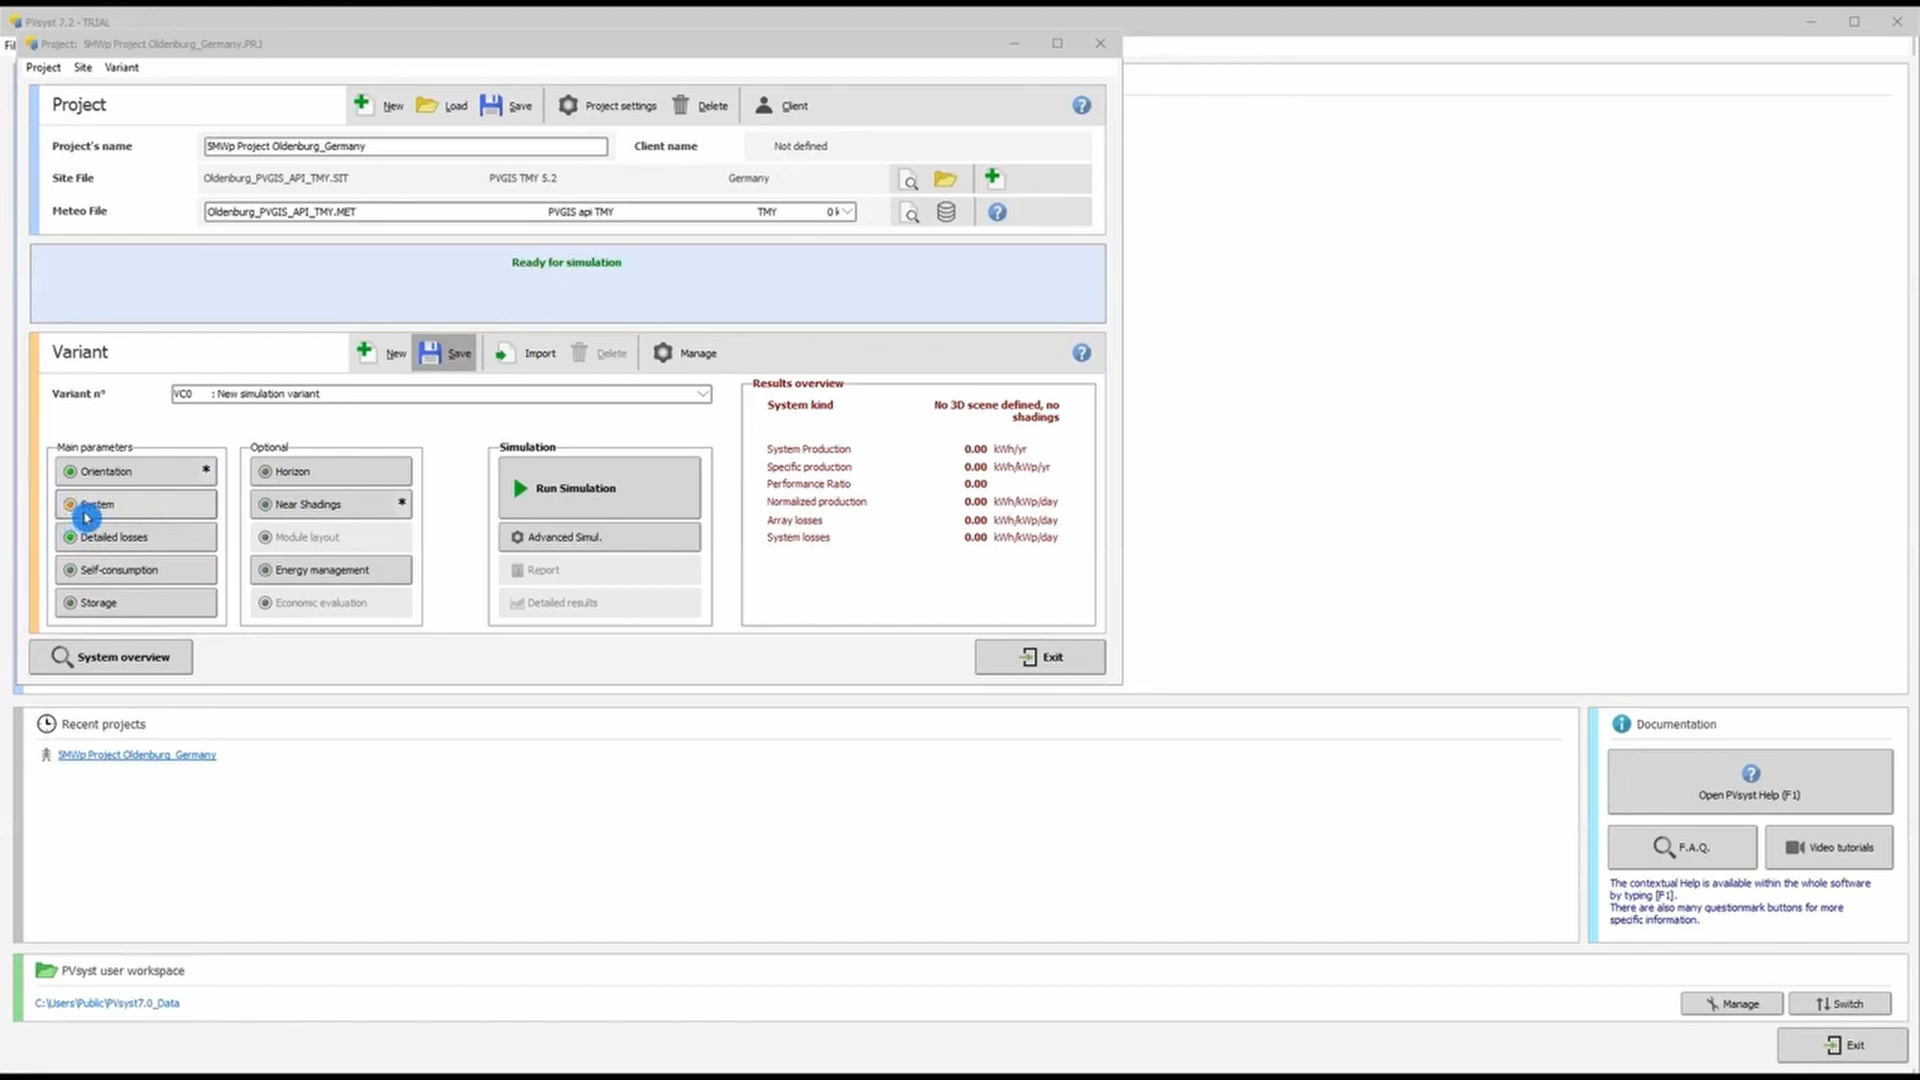 PVsyst 7.2 - TRIAL
Fil
Project: 5MWp Project Oldenburg_Germany.PRJ
Project Site Variant
Project
New Load Save Project settings Delete Client
Project's name 5MWp Project Oldenburg_Germany Client name Not defined
Site File Oldenburg_PVGIS_API_TMY.SIT PVGIS TMY 5.2 Germany
Meteo File Oldenburg_PVGIS_API_TMY.MET PVGIS api TMY TMY 0 k
Ready for simulation
Variant
New Save Import Delete Manage
Variant n° VC0 : New simulation variant
Main parameters
Orientation *
System
Detailed losses
Self-consumption
Storage
Optional
Horizon
Near Shadings *
Module layout
Energy management
Economic evaluation
Simulation
Run Simulation
Advanced Simul.
Report
Detailed results
Results overview
System kind No 3D scene defined, no
shadings
System Production 0.00 kWh/yr
Specific production 0.00 kWh/kWp/yr
Performance Ratio 0.00
Normalized production 0.00 kWh/kWp/day
Array losses 0.00 kWh/kWp/day
System losses 0.00 kWh/kWp/day
System overview
Exit
Recent projects
5MWp Project Oldenburg_Germany
Documentation
Open PVsyst Help (F1)
F.A.Q.
Video tutorials
The contextual Help is available within the whole software
by typing [F1].
There are also many questionmark buttons for more
specific information.
PVsyst user workspace
C:\Users\Public\PVsyst7.0_Data
Manage
Switch
Exit